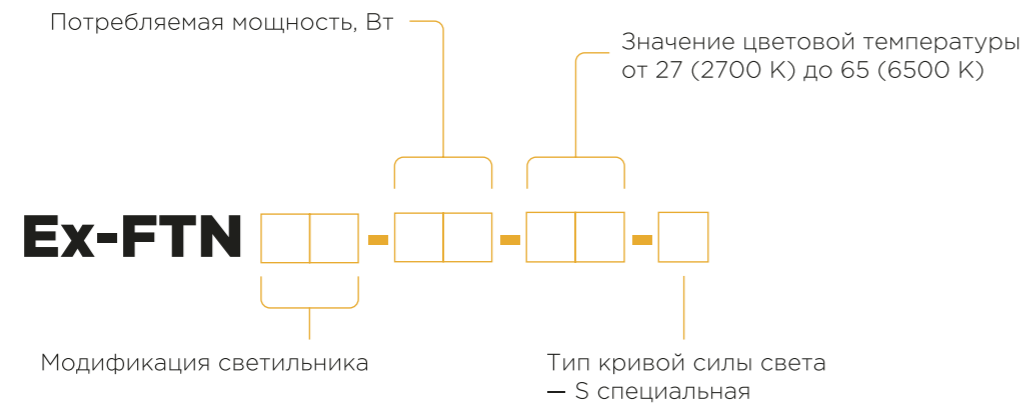 Потребляемая мощность, Вт
Значение цветовой температуры
от 27 (2700 К) до 65 (6500 К)
Ex-FTN - - -
Модификация светильника
Тип кривой силы света
— S специальная